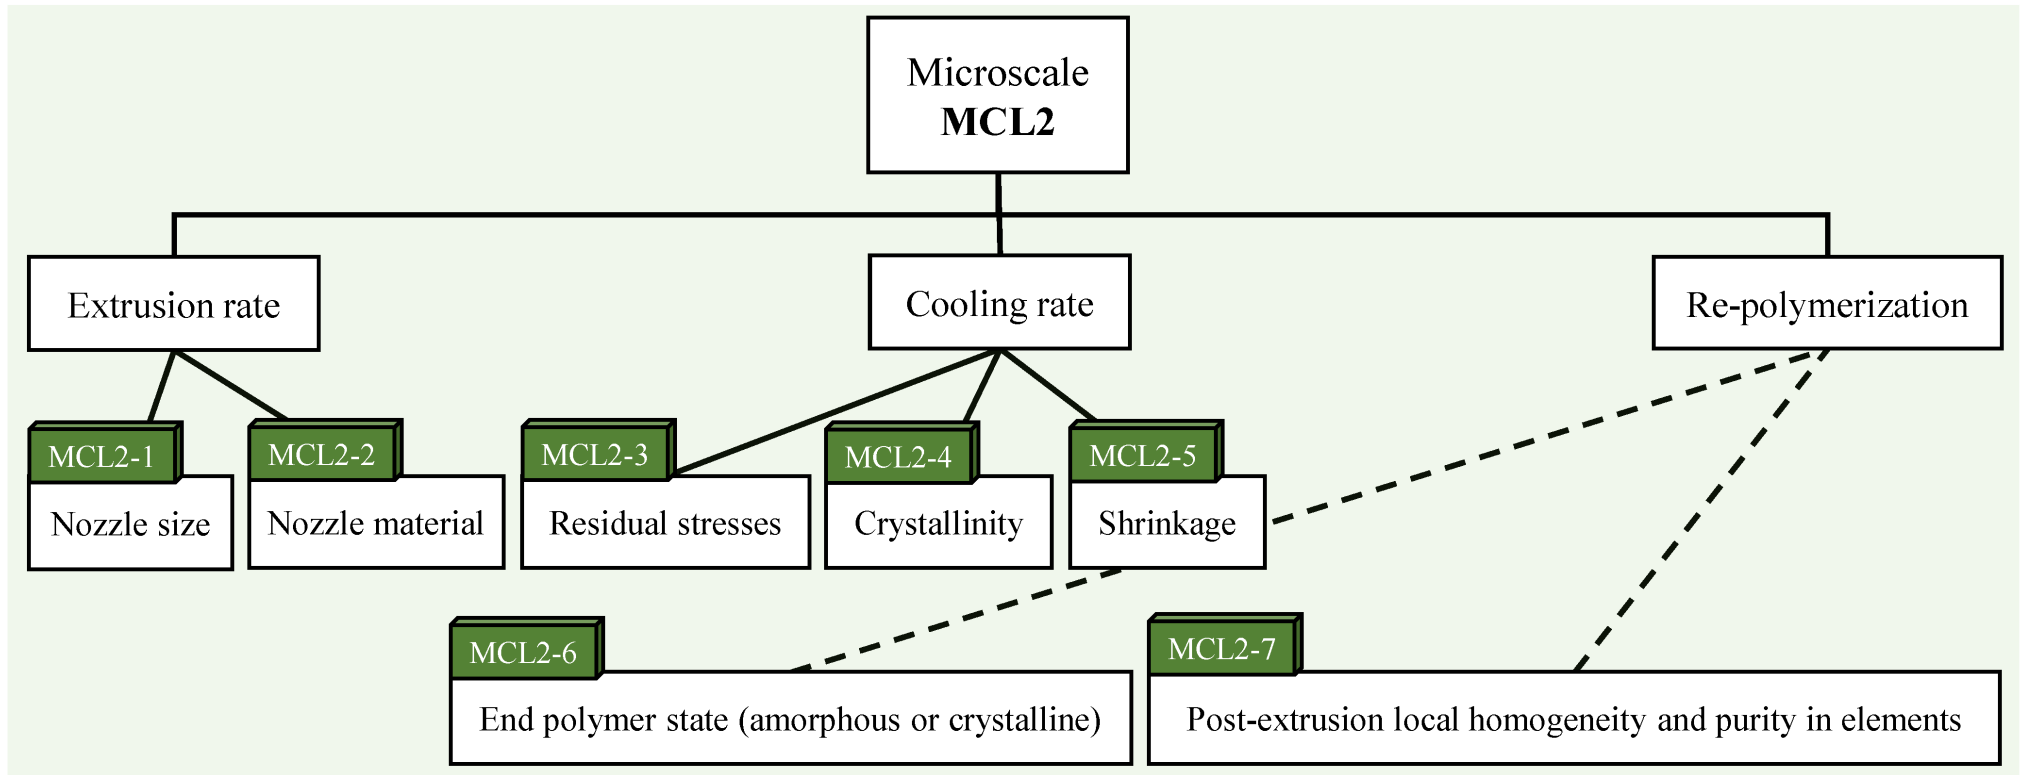 Microscale
MCL2
Extrusion rate
Cooling rate
Re-polymerization
MCL2-1
Nozzle size
MCL2-2
Nozzle material
MCL2-3
Residual stresses
MCL2-4
Crystallinity
MCL2-5
Shrinkage
MCL2-6
End polymer state (amorphous or crystalline)
MCL2-7
Post-extrusion local homogeneity and purity in elements